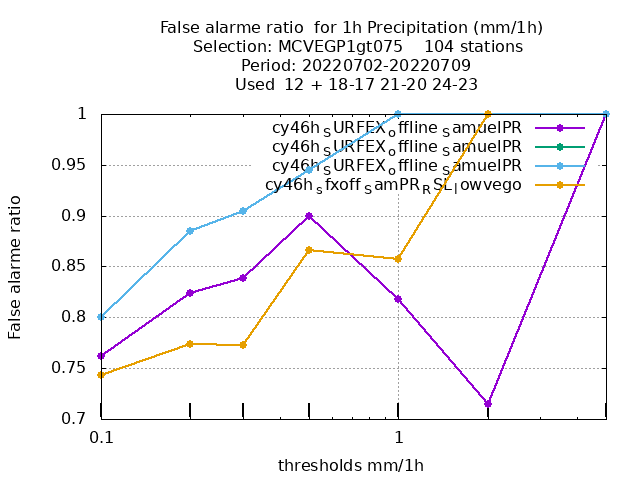 False alarme ratio  for 1h Precipitation (mm/1h)
Selection: MCVEGP1gt075    104 stations
Period: 20220702-20220709
Used  12 + 18-17 21-20 24-23
cy46h_SURFEX_offline_SamuelPR
cy46h_SURFEX_offline_SamuelPR
cy46h_SURFEX_offline_SamuelPR
cy46h_sfxoff_SamPR_RSL_lowvego
1
0.95
0.9
0.85
0.8
0.75
0.7
0.1
1
False alarme ratio
thresholds mm/1h